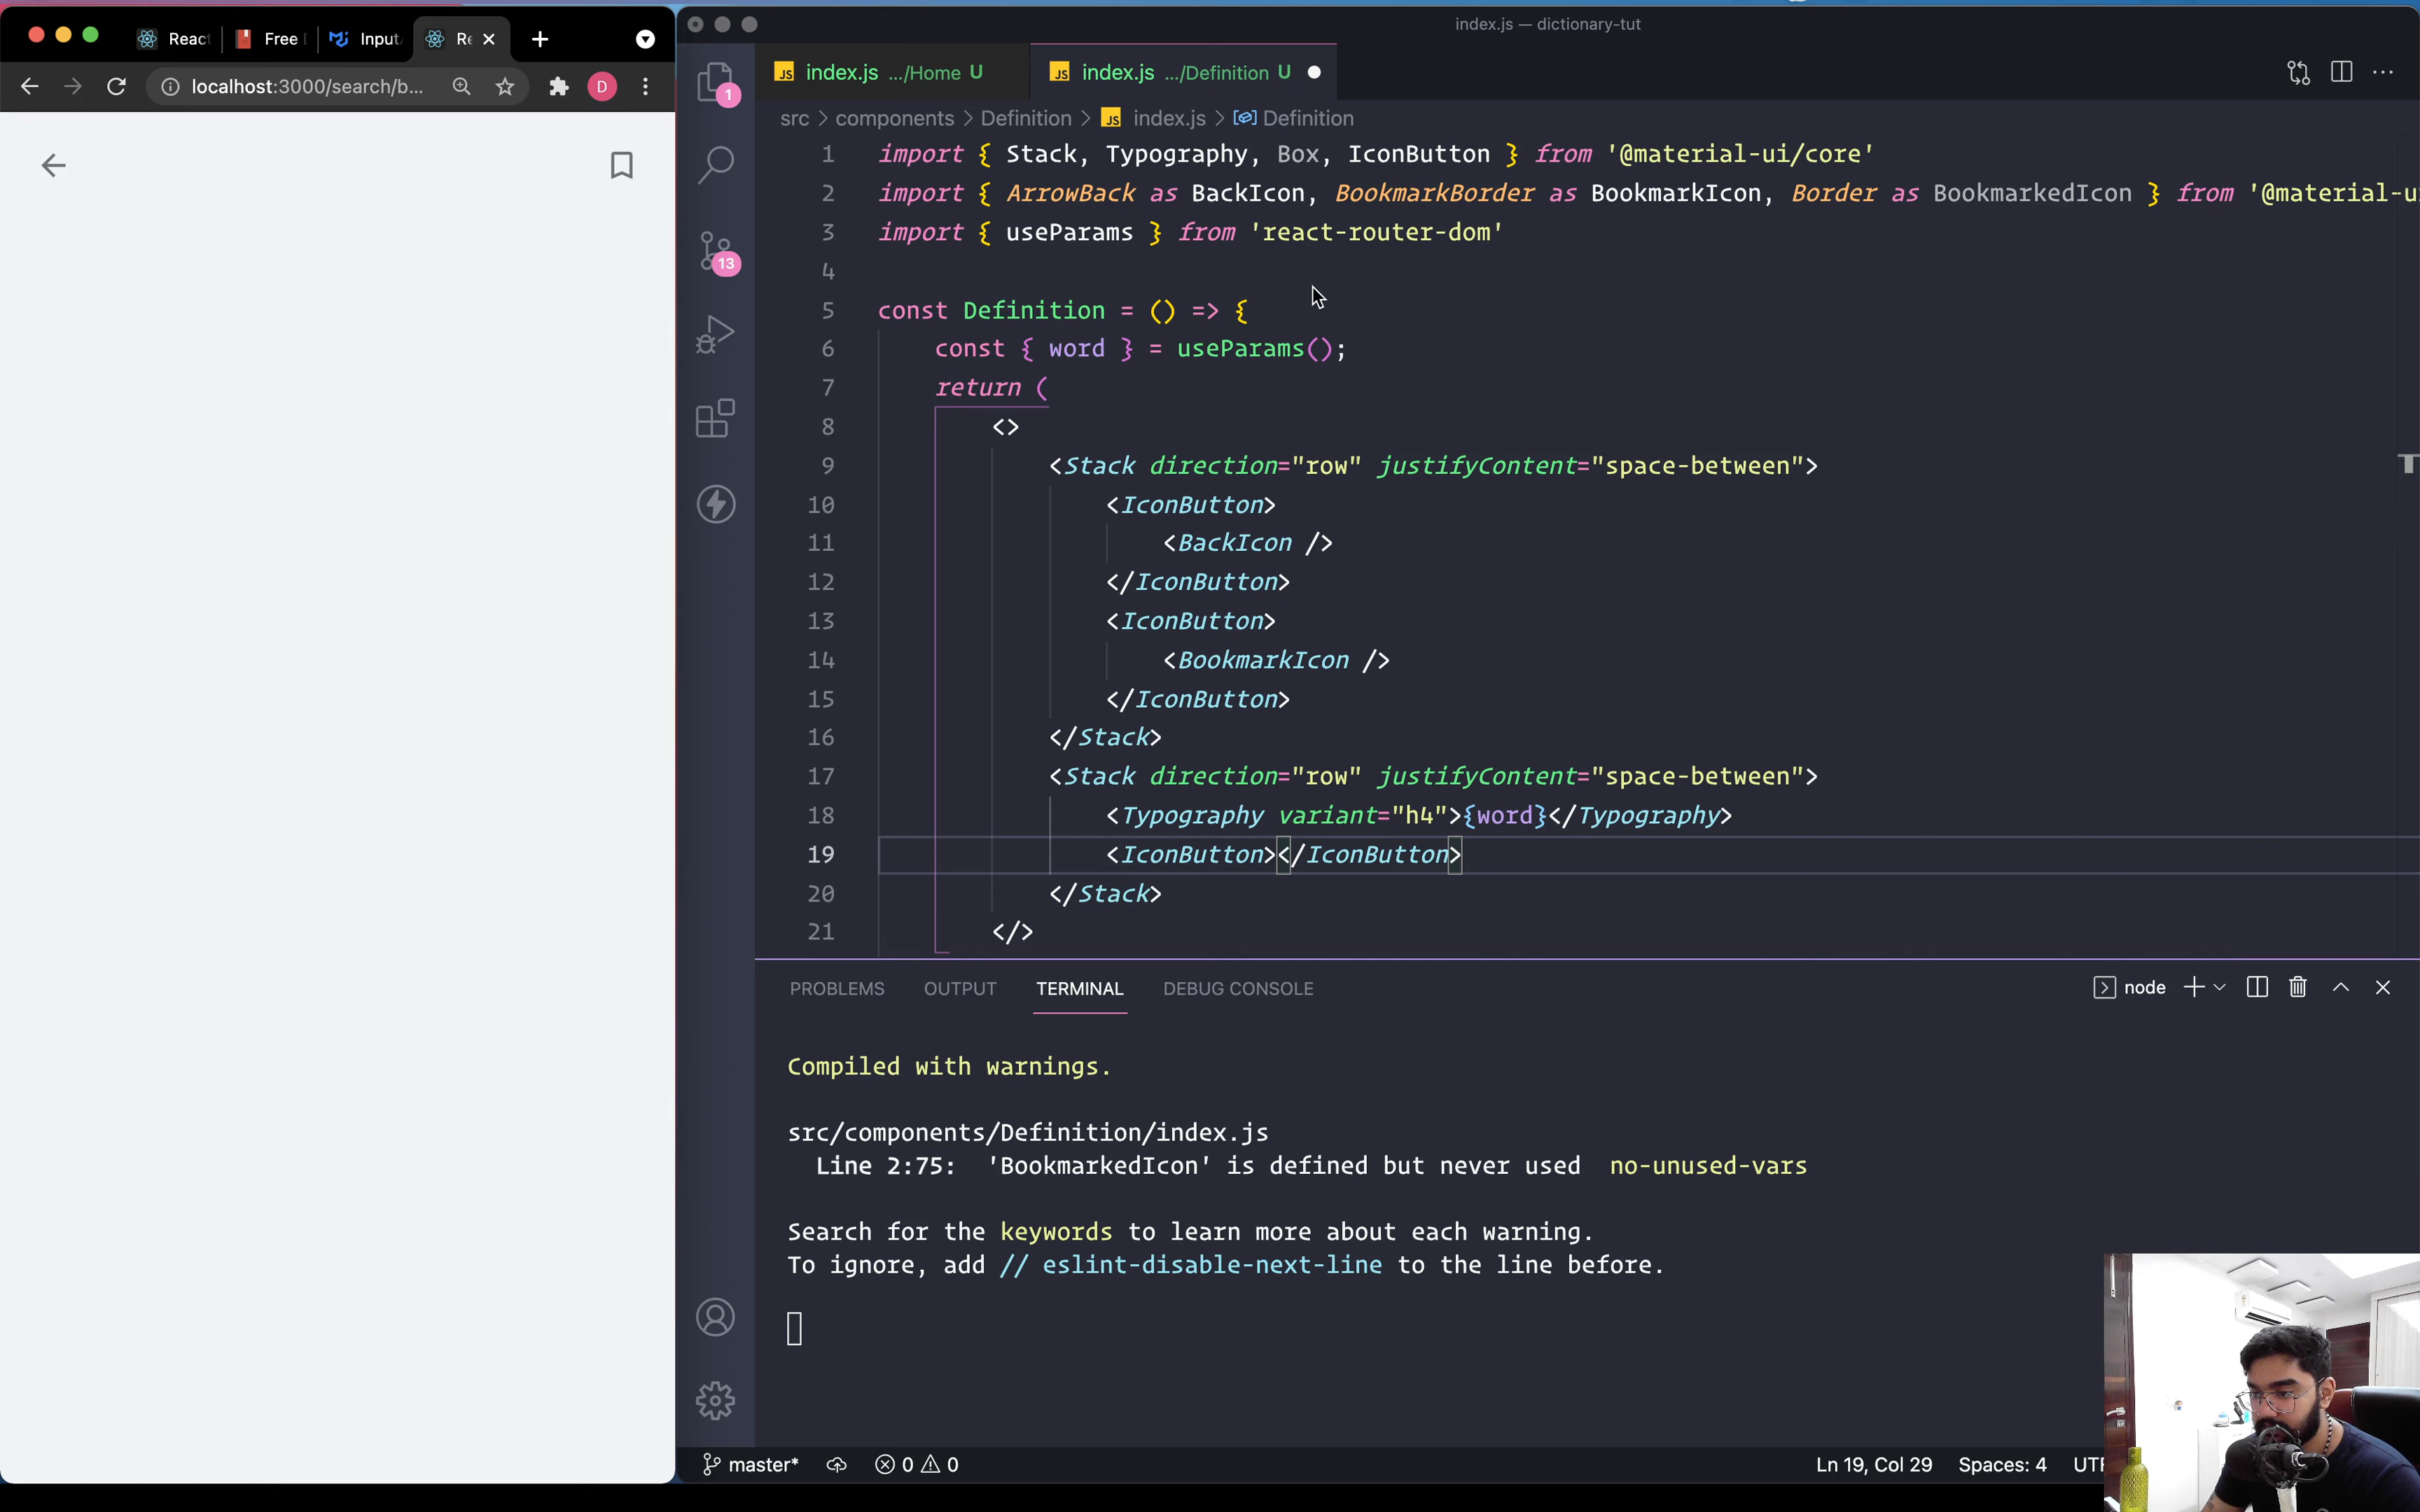 React
Free
Input
Re
localhost:3000/search/b...
D
index.js — dictionary-tut
JS index.js .../Home U
JS index.js .../Definition U
src > components > Definition > JS index.js > Definition
1
13
1 import { Stack, Typography, Box, IconButton } from '@material-ui/core'
2 import { ArrowBack as BackIcon, BookmarkBorder as BookmarkIcon, Border as BookmarkedIcon } from '@material-u
3 import { useParams } from 'react-router-dom'
4
5 const Definition = () => {
6 const { word } = useParams();
7 return (
8 <>
9 <Stack direction="row" justifyContent="space-between">
10 <IconButton>
11 <BackIcon />
12 </IconButton>
13 <IconButton>
14 <BookmarkIcon />
15 </IconButton>
16 </Stack>
17 <Stack direction="row" justifyContent="space-between">
18 <Typography variant="h4">{word}</Typography>
19 <IconButton></IconButton>
20 </Stack>
21 </>
PROBLEMS OUTPUT TERMINAL DEBUG CONSOLE
node
Compiled with warnings.
src/components/Definition/index.js
Line 2:75: 'BookmarkedIcon' is defined but never used no-unused-vars
Search for the keywords to learn more about each warning.
To ignore, add // eslint-disable-next-line to the line before.
master* 0 0
Ln 19, Col 29 Spaces: 4 UTF